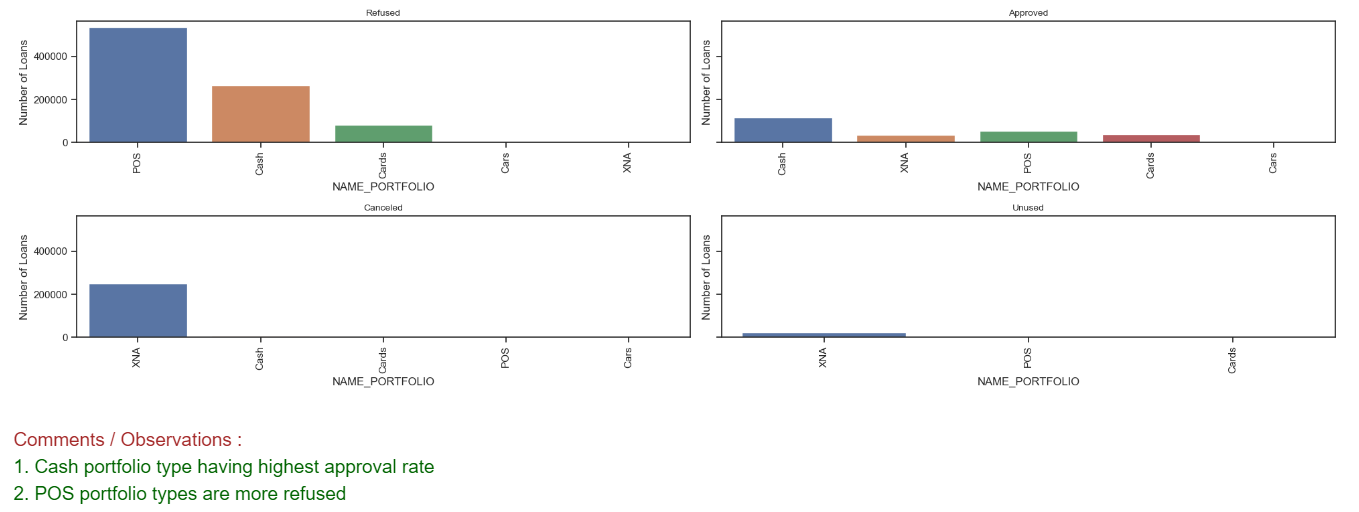 Refused
Number of Loans
400000
200000
0
POS
Cash
Cards
Cars
XNA
NAME_PORTFOLIO
Approved
Number of Loans
Cash
XNA
POS
Cards
Cars
NAME_PORTFOLIO
Canceled
Number of Loans
400000
200000
0
XNA
Cash
Cards
POS
Cars
NAME_PORTFOLIO
Unused
Number of Loans
XNA
POS
Cards
NAME_PORTFOLIO
Comments / Observations :
1. Cash portfolio type having highest approval rate
2. POS portfolio types are more refused